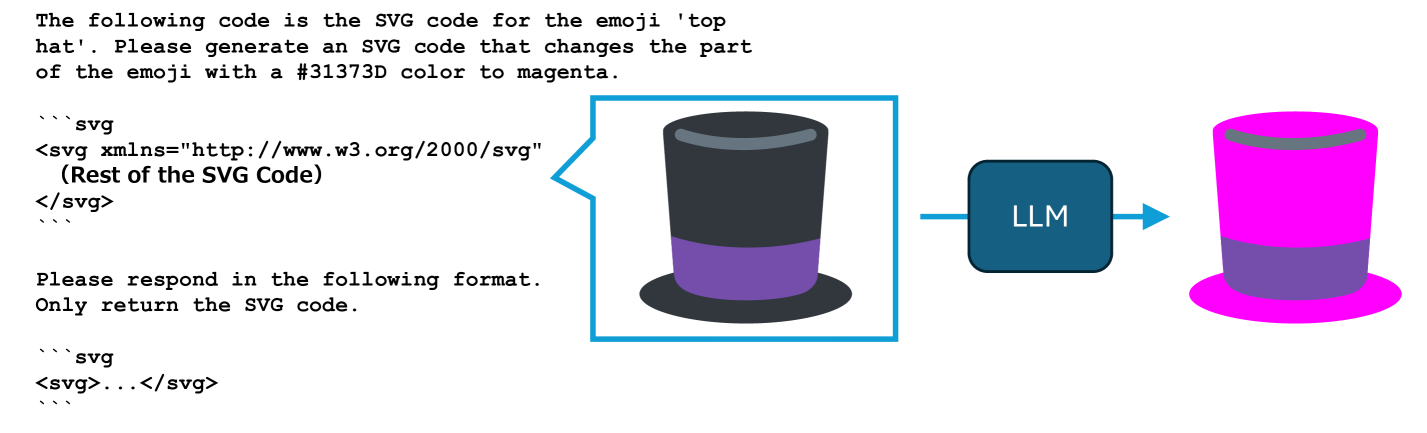 The following code is the SVG code for the emoji 'top
hat'. Please generate an SVG code that changes the part
of the emoji with a #31373D color to magenta.
```svg
<svg xmlns="http://www.w3.org/2000/svg"
（Rest of the SVG Code）
</svg>
```
Please respond in the following format.
Only return the SVG code.
```svg
<svg>...</svg>
```
LLM